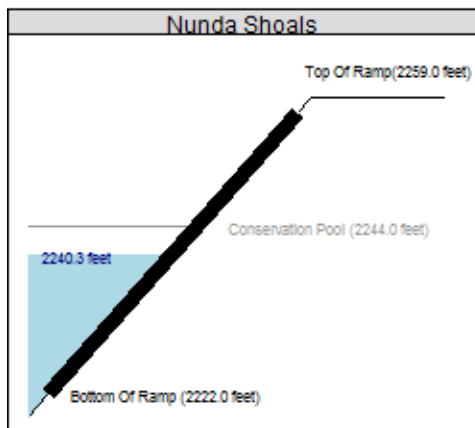 Nunda Shoals
Top Of Ramp(2259.0 feet)
Conservation Pool (2244.0 feet)
2240.3 feet
Bottom Of Ramp (2222.0 feet)